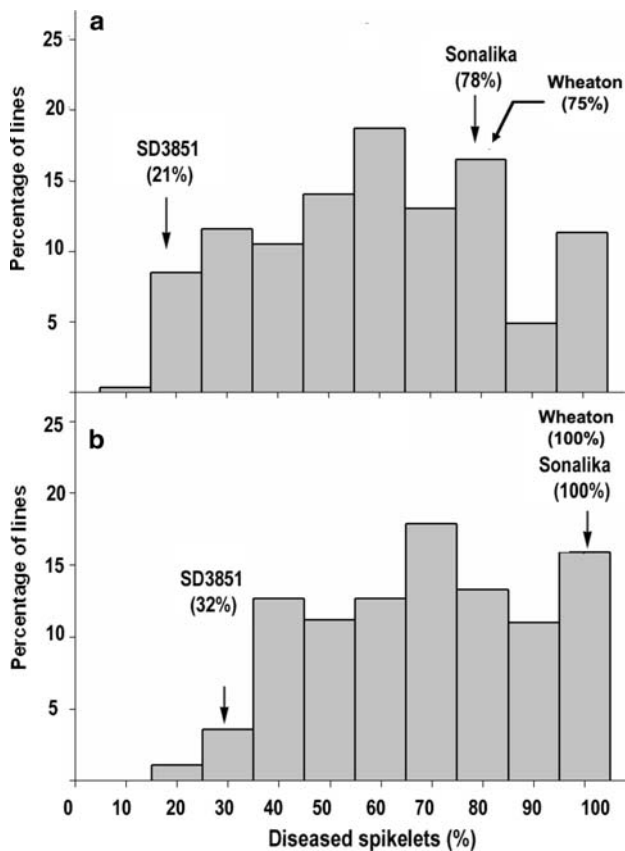 a
25
20
15
10
5
Percentage of lines
SD3851
(21%)
Sonalika
(78%)
Wheaton
(75%)
b
25
20
15
10
5
Percentage of lines
SD3851
(32%)
Wheaton
(100%)
Sonalika
(100%)
0 10 20 30 40 50 60 70 80 90 100
Diseased spikelets (%)